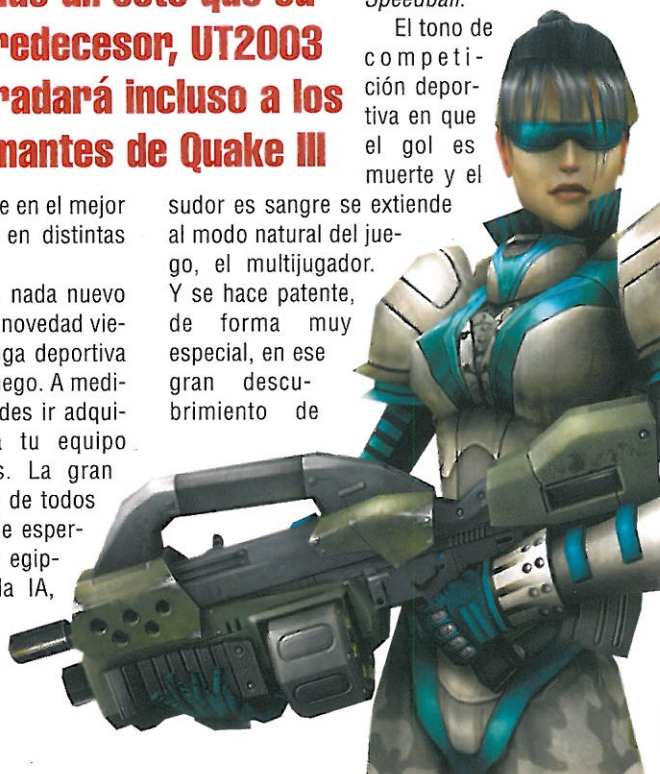 que su
redecesor, UT2003
radará incluso a los
mantes de Quake III
e en el mejor
en distintas
nada nuevo
novedad vie-
ga deportiva
ego. A medi-
des ir adqui-
a tu equipo
s. La gran
de todos
e esper-
egip-
la IA,
Speedball.
El tono de
competi-
ción depor-
tiva en que
el gol es
muerte y el
sudor es sangre se extiende
al modo natural del jue-
go, el multijugador.
Y se hace patente,
de forma muy
especial, en ese
gran descu-
brimiento de